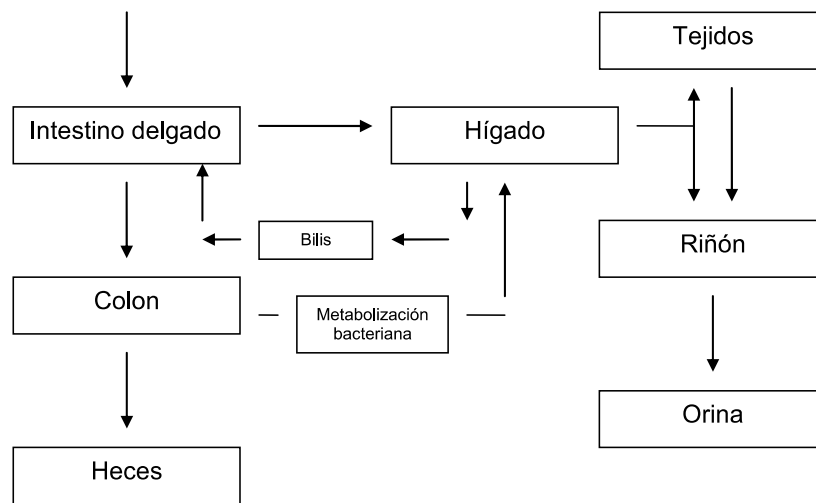 Tejidos
Intestino delgado
Hígado
Bilis
Riñón
Colon
Metabolización
bacteriana
Orina
Heces